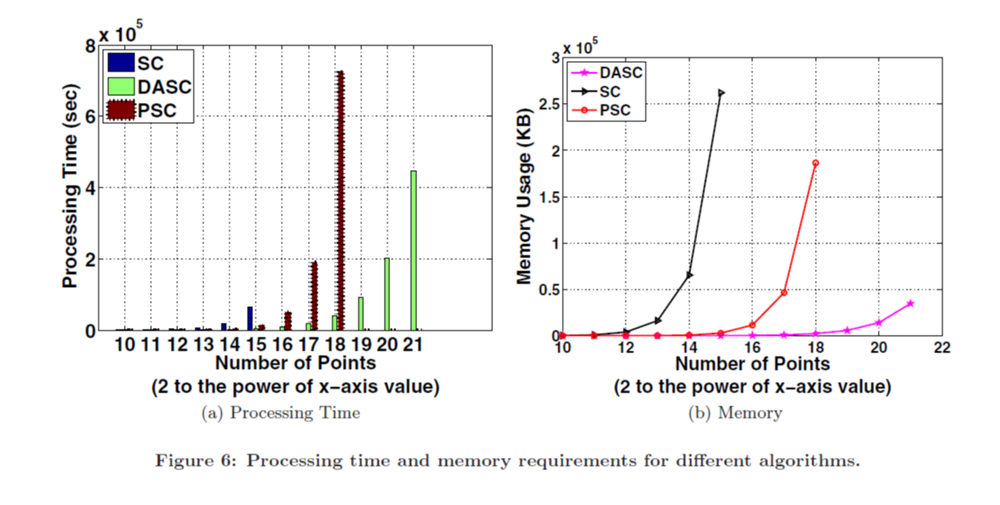 x 10⁵
8
6
4
2
0
Processing Time (sec)
SC
DASC
PSC
10 11 12 13 14 15 16 17 18 19 20 21
Number of Points
(2 to the power of x−axis value)
(a) Processing Time
x 10⁵
3
2.5
2
1.5
1
0.5
0
Memory Usage (KB)
DASC
SC
PSC
10 12 14 16 18 20 22
Number of Points
(2 to the power of x−axis value)
(b) Memory
Figure 6: Processing time and memory requirements for different algorithms.